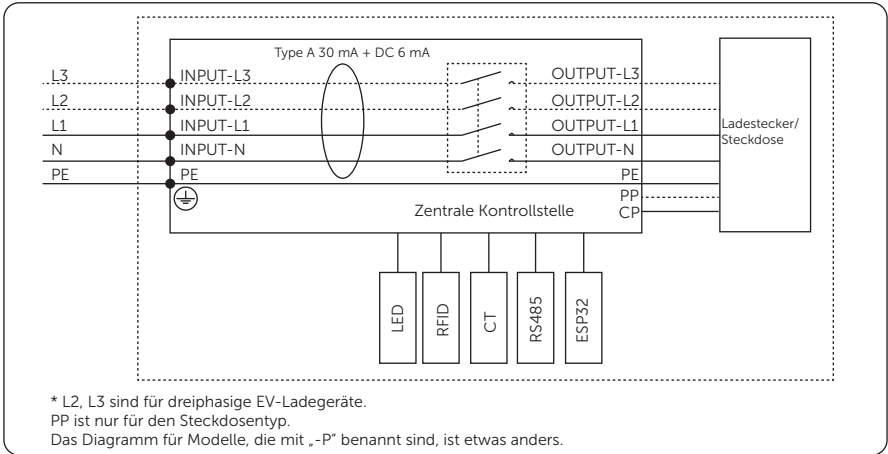 Type A 30 mA + DC 6 mA
L3 INPUT-L3 OUTPUT-L3
L2 INPUT-L2 OUTPUT-L2
L1 INPUT-L1 OUTPUT-L1
N INPUT-N OUTPUT-N
PE PE PE
Ladestecker/
Steckdose
PP
CP
Zentrale Kontrollstelle
LED
RFID
CT
RS485
ESP32
* L2, L3 sind für dreiphasige EV-Ladegeräte.
PP ist nur für den Steckdosentyp.
Das Diagramm für Modelle, die mit „-P" benannt sind, ist etwas anders.